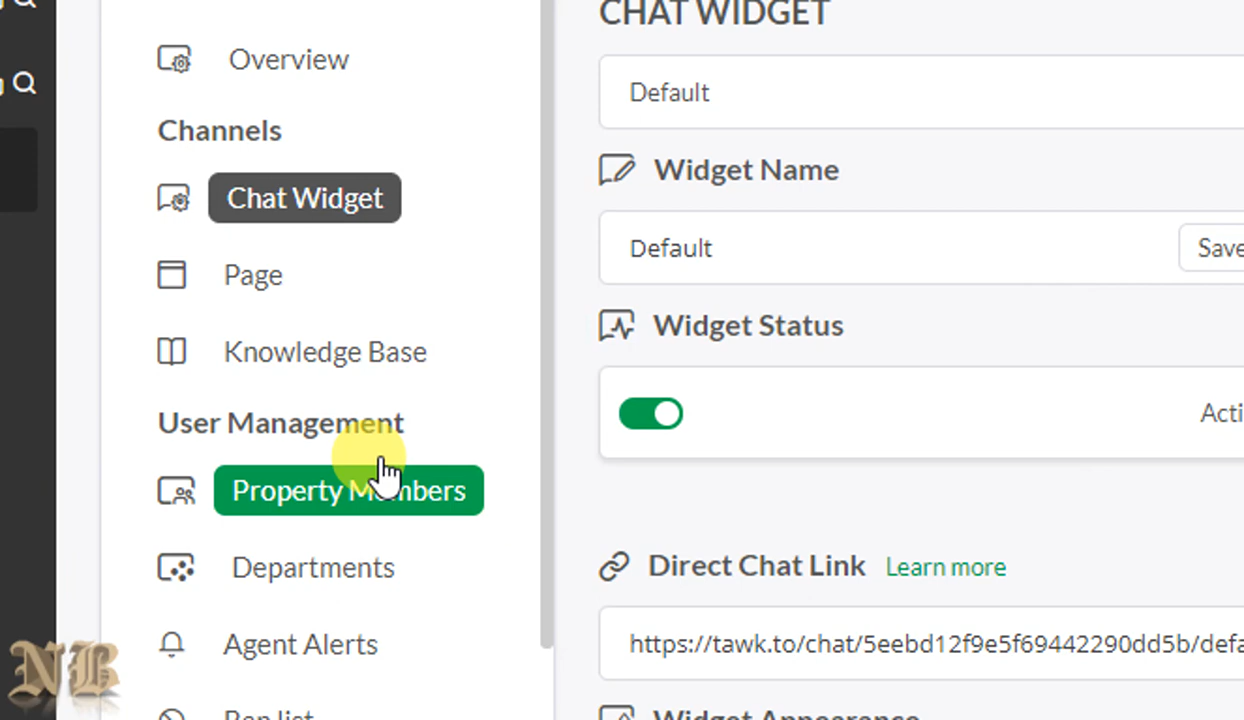 Overview
Channels
Chat Widget
Page
Knowledge Base
User Management
Property Members
Departments
Agent Alerts
Ban list
CHAT WIDGET
Default
Widget Name
Default
Save
Widget Status
Acti
Direct Chat Link Learn more
https://tawk.to/chat/5eebd12f9e5f69442290dd5b/defa
Widget Appearance
NB